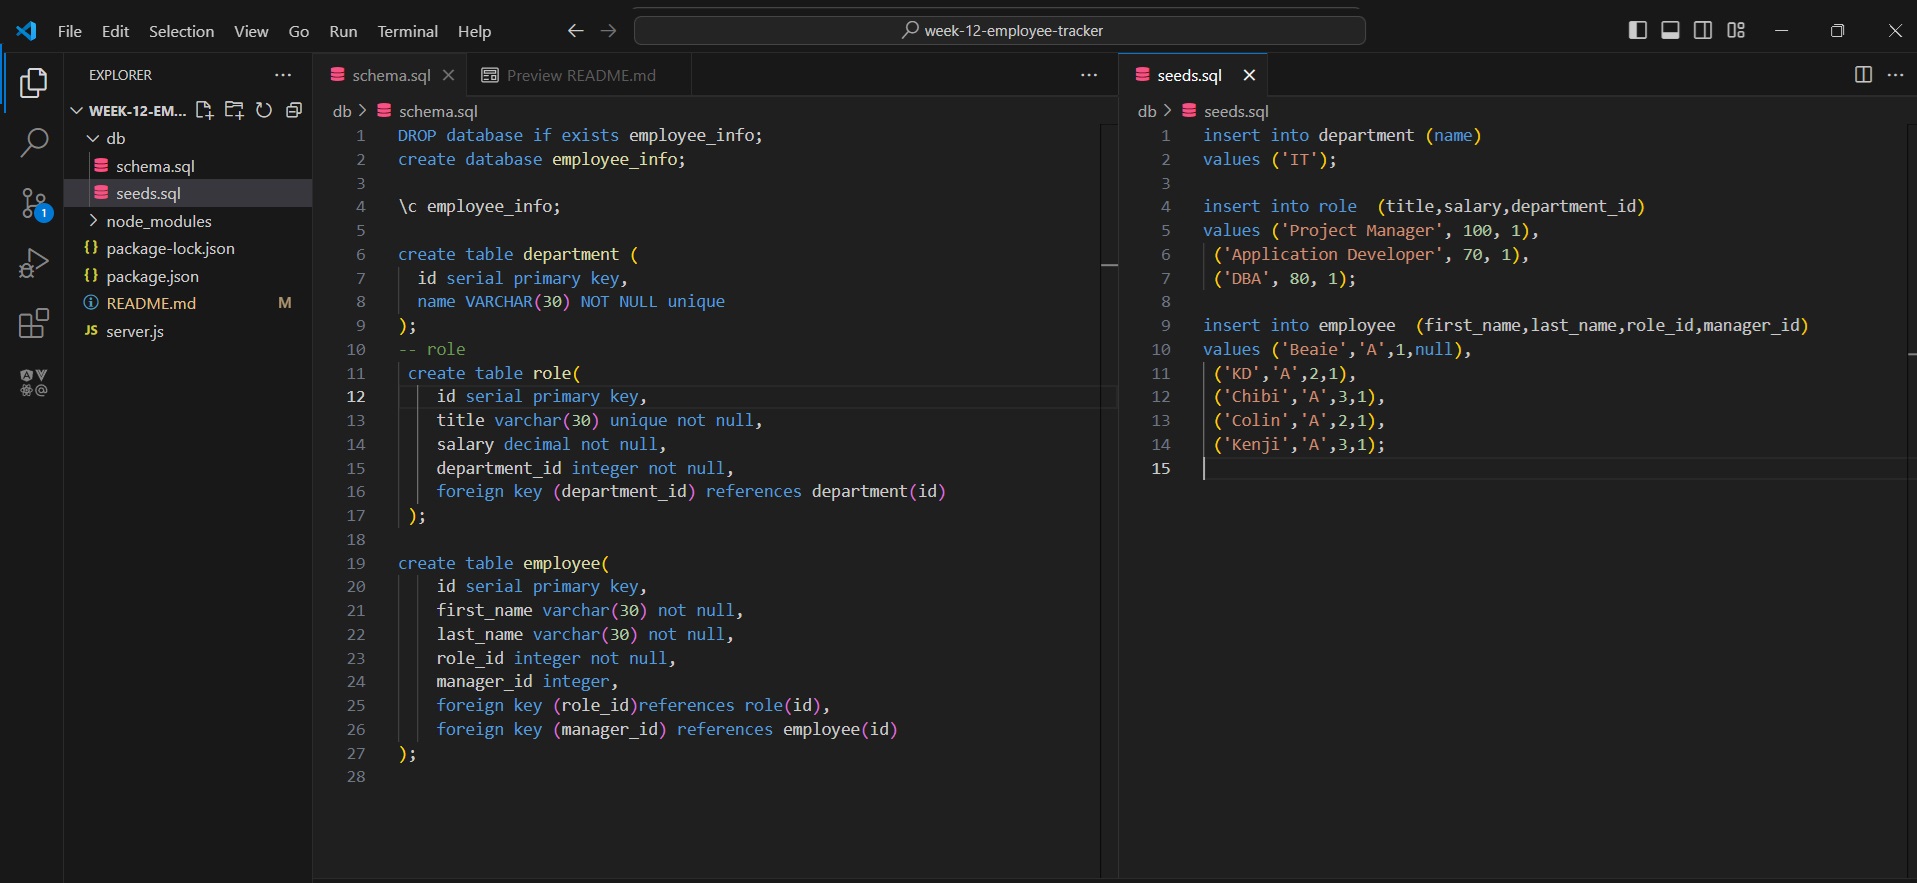 File Edit Selection View Go Run Terminal Help
week-12-employee-tracker
EXPLORER
WEEK-12-EM...
db
schema.sql
seeds.sql
node_modules
{} package-lock.json
{} package.json
README.md M
JS server.js
1
schema.sql
Preview README.md
db > schema.sql
1 DROP database if exists employee_info;
2 create database employee_info;
3
4 \c employee_info;
5
6 create table department (
7 id serial primary key,
8 name VARCHAR(30) NOT NULL unique
9 );
10 -- role
11 create table role(
12 id serial primary key,
13 title varchar(30) unique not null,
14 salary decimal not null,
15 department_id integer not null,
16 foreign key (department_id) references department(id)
17 );
18
19 create table employee(
20 id serial primary key,
21 first_name varchar(30) not null,
22 last_name varchar(30) not null,
23 role_id integer not null,
24 manager_id integer,
25 foreign key (role_id)references role(id),
26 foreign key (manager_id) references employee(id)
27 );
28
seeds.sql
db > seeds.sql
1 insert into department (name)
2 values ('IT');
3
4 insert into role  (title,salary,department_id)
5 values ('Project Manager', 100, 1),
6 ('Application Developer', 70, 1),
7 ('DBA', 80, 1);
8
9 insert into employee  (first_name,last_name,role_id,manager_id)
10 values ('Beaie','A',1,null),
11 ('KD','A',2,1),
12 ('Chibi','A',3,1),
13 ('Colin','A',2,1),
14 ('Kenji','A',3,1);
15